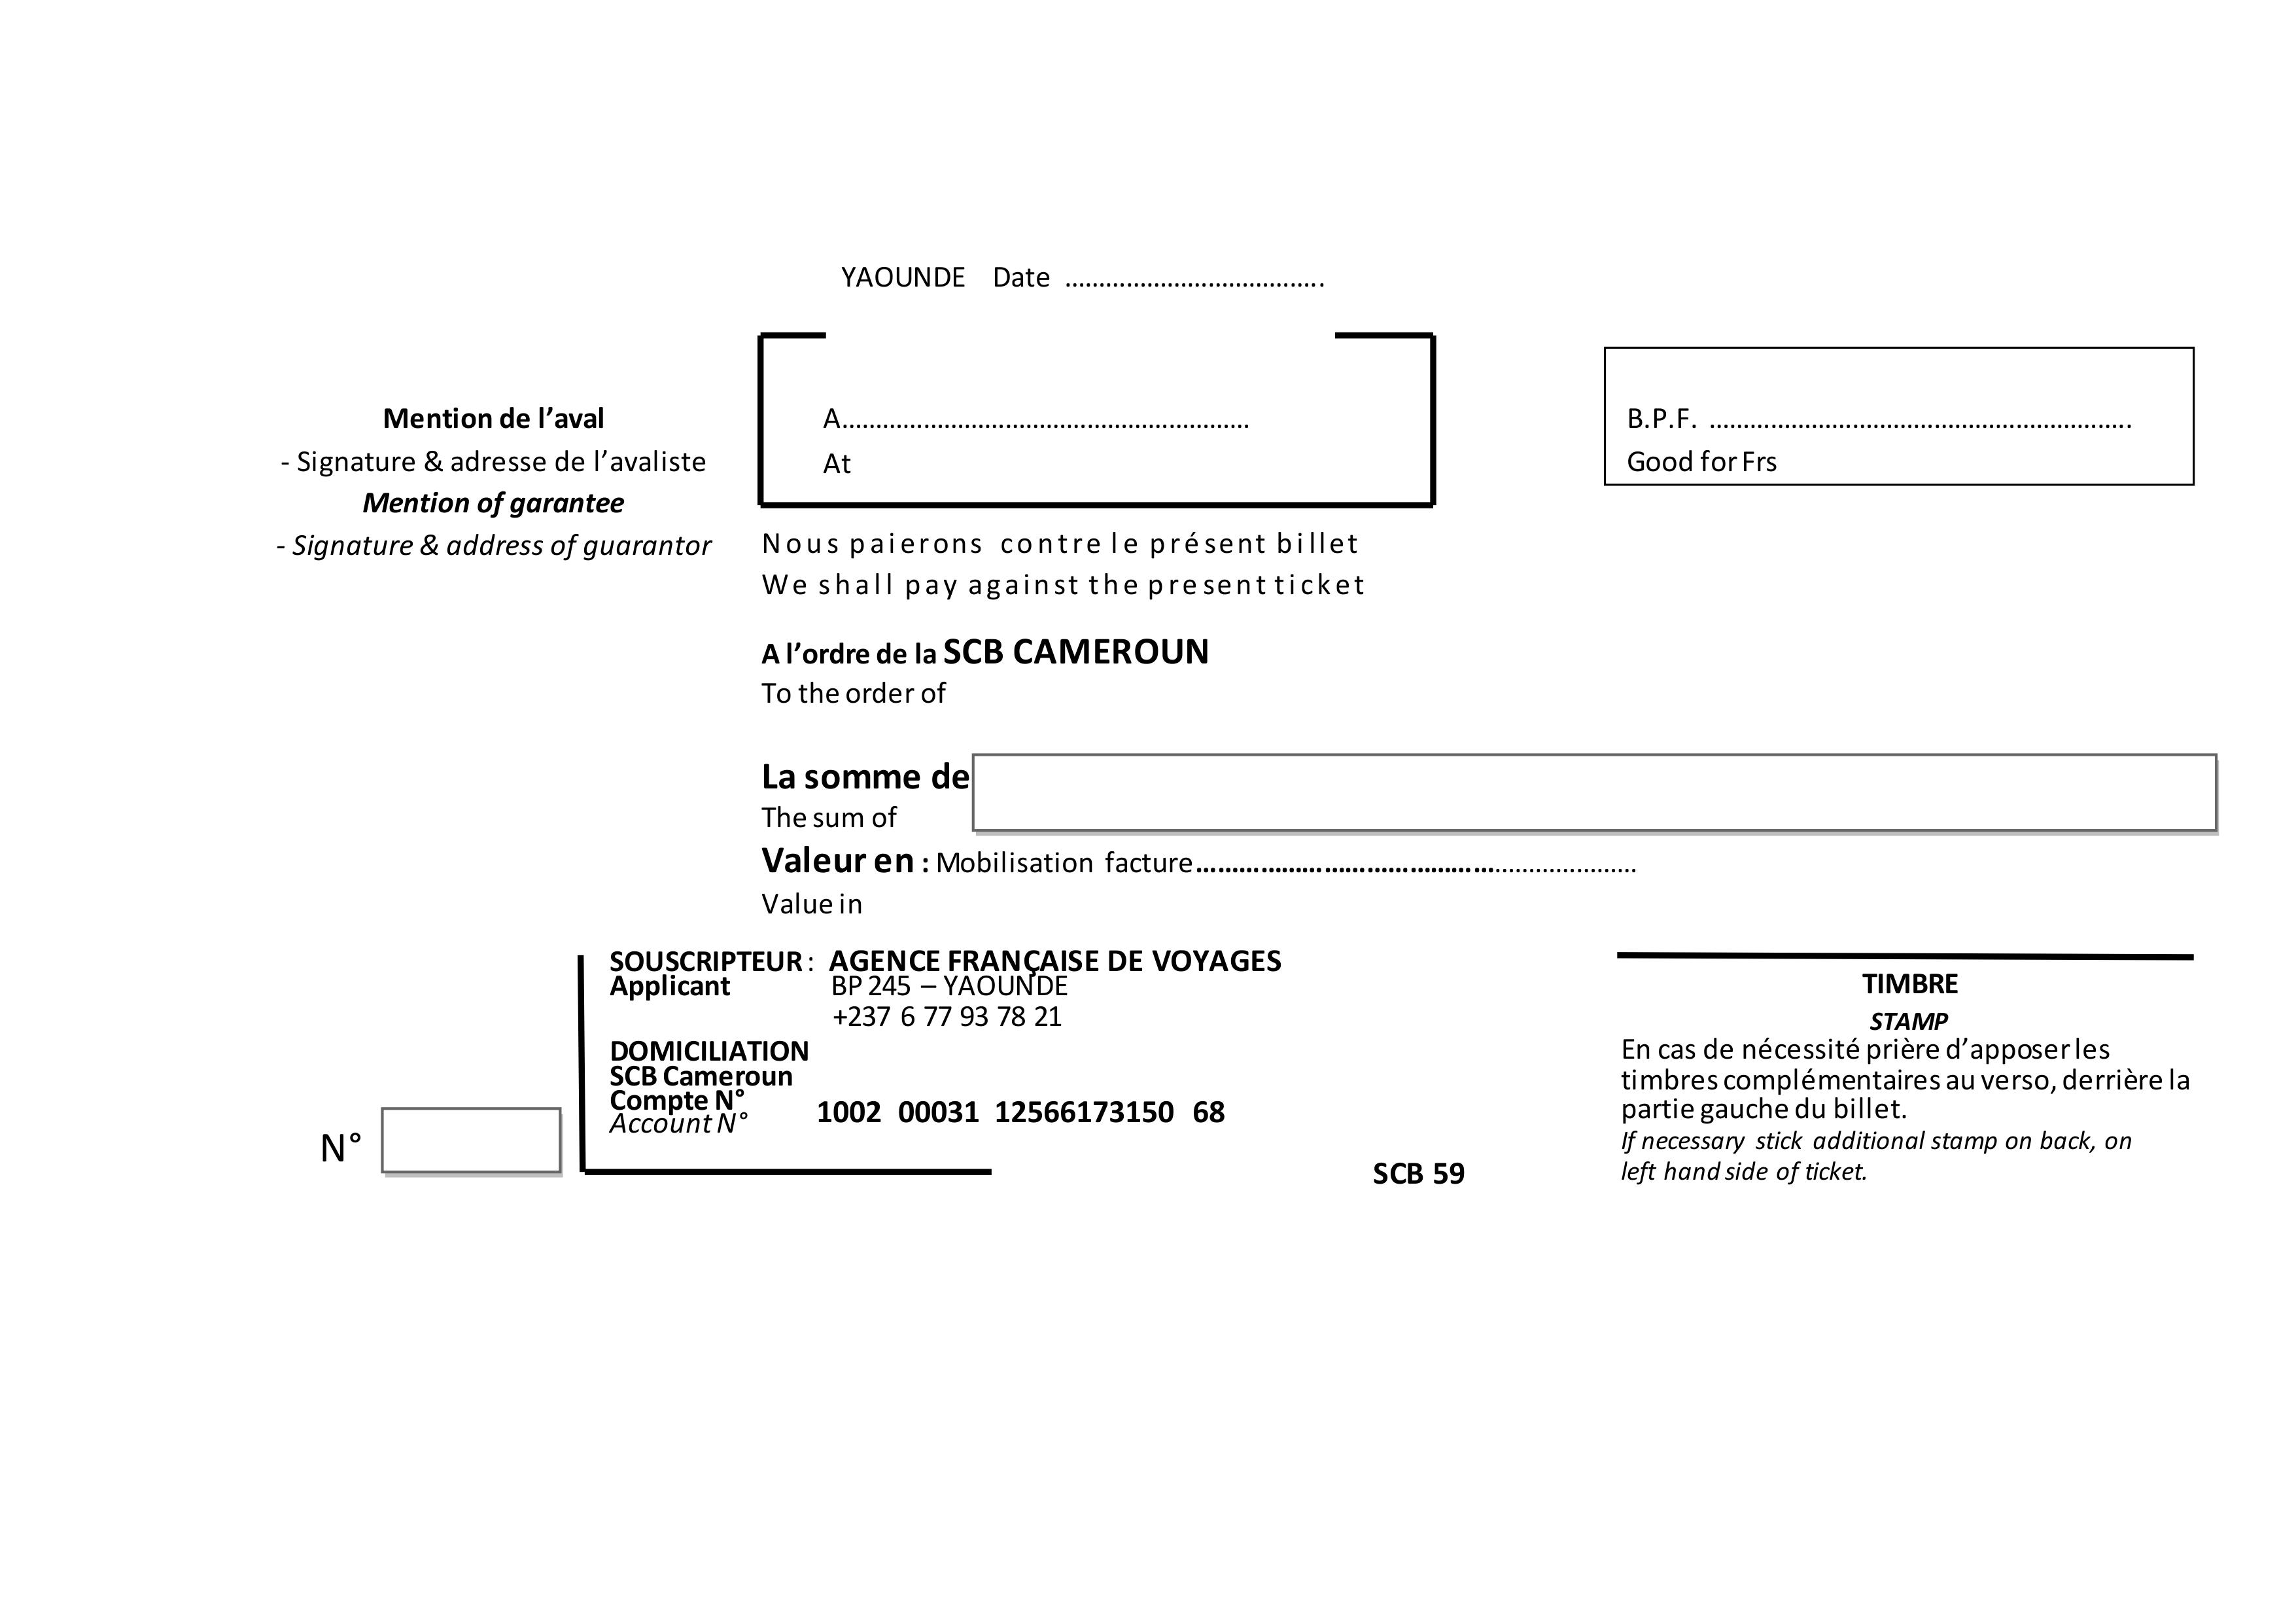 YAOUNDE Date ......................................
A............................................................
At
B.P.F. ..............................................................
Good for Frs
Mention de l’aval
- Signature & adresse de l’avaliste
Mention of garantee
- Signature & address of guarantor
Nous paierons contre le présent billet
We shall pay against the present ticket
A l’ordre de la SCB CAMEROUN
To the order of
La somme de
The sum of
Valeur en : Mobilisation facture................................................................
Value in
SOUSCRIPTEUR : AGENCE FRANÇAISE DE VOYAGES
Applicant BP 245 – YAOUNDE
+237 6 77 93 78 21
DOMICILIATION
SCB Cameroun
Compte N°
Account N° 1002 00031 12566173150 68
N°
SCB 59
TIMBRE
STAMP
En cas de nécessité prière d’apposer les
timbres complémentaires au verso, derrière la
partie gauche du billet.
If necessary stick additional stamp on back, on
left hand side of ticket.